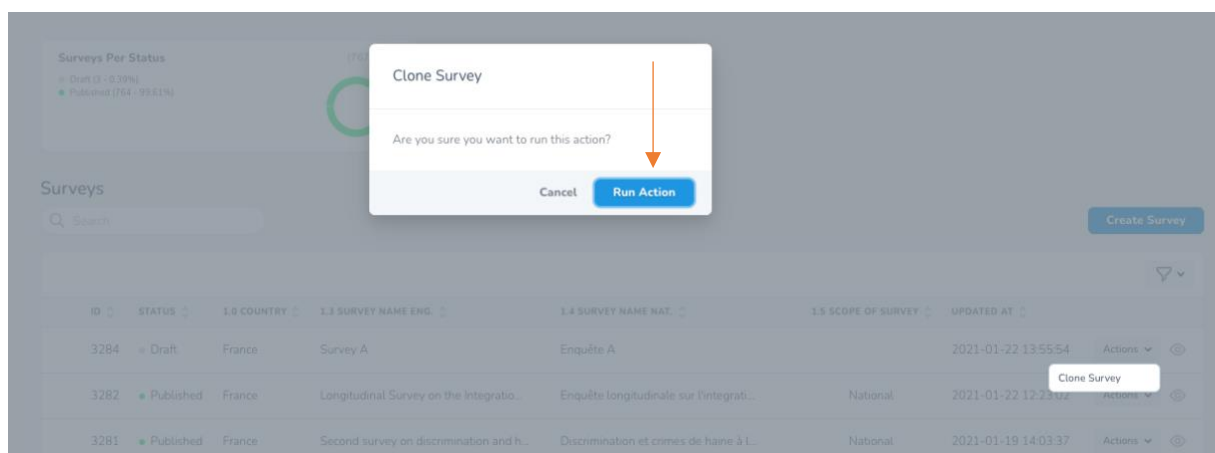 Surveys Per Status
Draft (3 - 0.39%)
Published (764 - 99.61%)
Clone Survey
Are you sure you want to run this action?
Cancel Run Action
Surveys
Search
Create Survey
ID STATUS 1.0 COUNTRY 1.3 SURVEY NAME ENG. 1.4 SURVEY NAME NAT. 1.5 SCOPE OF SURVEY UPDATED AT
3284 Draft France Survey A Enquête A 2021-01-22 13:55:54 Actions
Clone Survey
3282 Published France Longitudinal Survey on the Integratio... Enquête longitudinale sur l'intégrati... National 2021-01-22 12:23:02 Actions
3281 Published France Second survey on discrimination and h... Discrimination et crimes de haine à l... National 2021-01-19 14:03:37 Actions